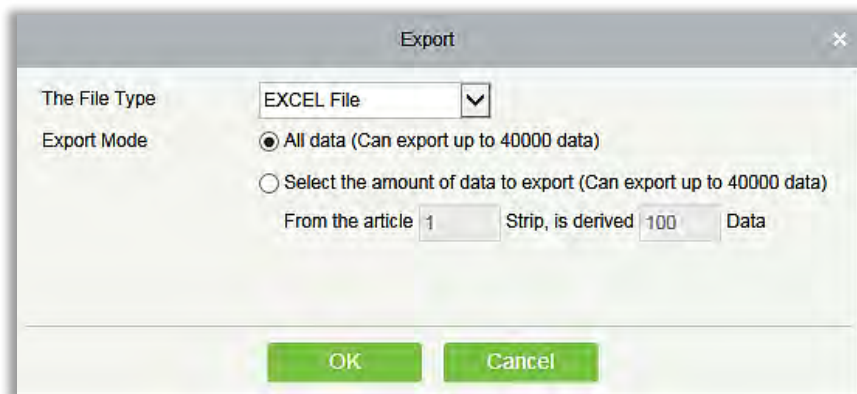 Export
The File Type EXCEL File
Export Mode All data (Can export up to 40000 data)
Select the amount of data to export (Can export up to 40000 data)
From the article 1 Strip, is derived 100 Data
OK Cancel